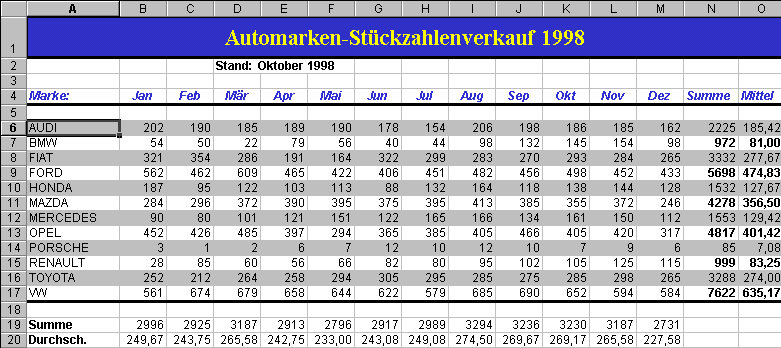 A B C D E F G H I J K L M N O
1 Automarken-Stückzahlenverkauf 1998
2 Stand: Oktober 1998
3
4 Marke: Jan Feb Mär Apr Mai Jun Jul Aug Sep Okt Nov Dez Summe Mittel
5
6 AUDI 202 190 185 189 190 178 154 206 198 186 185 162 2225 185,42
7 BMW 54 50 22 79 56 40 44 98 132 145 154 98 972 81,00
8 FIAT 321 354 286 191 164 322 299 283 270 293 284 265 3332 277,67
9 FORD 562 462 609 465 422 406 451 482 456 498 452 433 5698 474,83
10 HONDA 187 95 122 103 113 88 132 164 118 138 144 128 1532 127,67
11 MAZDA 284 296 372 390 395 375 395 413 385 355 372 246 4278 356,50
12 MERCEDES 90 80 101 121 151 122 165 166 134 161 150 112 1553 129,42
13 OPEL 452 426 485 397 294 365 385 405 466 405 420 317 4817 401,42
14 PORSCHE 3 1 2 6 7 12 10 12 10 7 9 6 85 7,08
15 RENAULT 28 85 60 56 66 82 80 95 102 105 125 115 999 83,25
16 TOYOTA 252 212 264 258 294 305 295 285 275 285 298 265 3288 274,00
17 VW 561 674 679 658 644 622 579 685 690 652 594 584 7622 635,17
18
19 Summe 2996 2925 3187 2913 2796 2917 2989 3294 3236 3230 3187 2731
20 Durchsch. 249,67 243,75 265,58 242,75 233,00 243,08 249,08 274,50 269,67 269,17 265,58 227,58